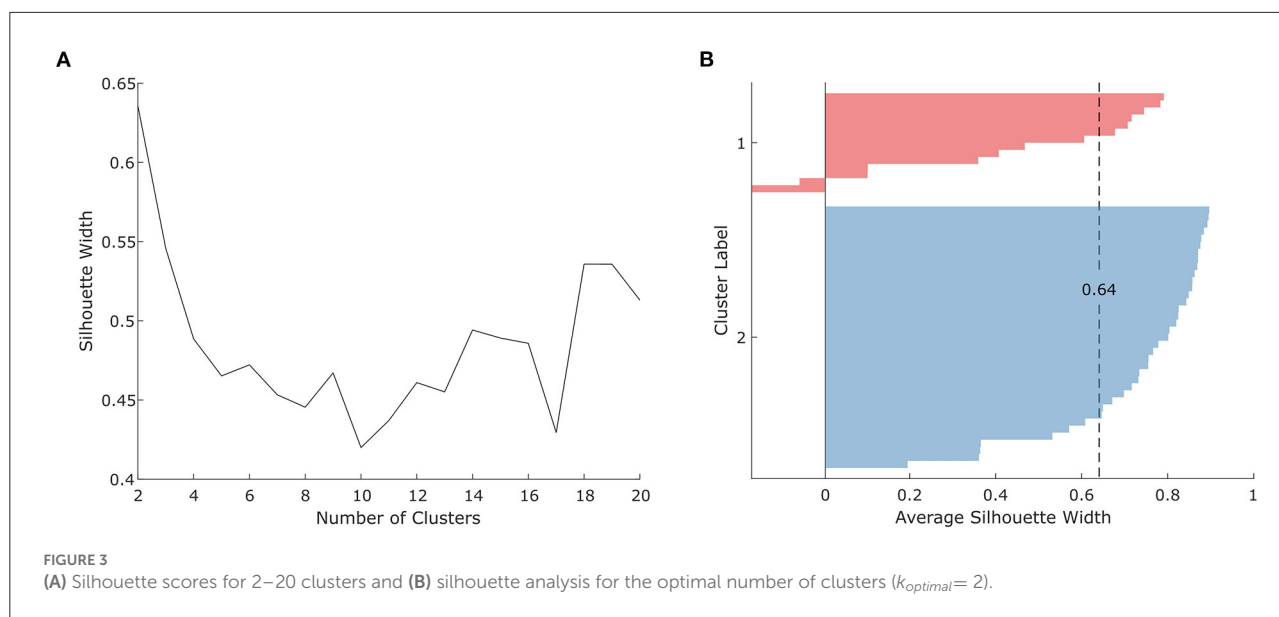 A
0.65
0.6
0.55
0.5
0.45
0.4
Silhouette Width
2 4 6 8 10 12 14 16 18 20
Number of Clusters
B
1
2
Cluster Label
0.64
0 0.2 0.4 0.6 0.8 1
Average Silhouette Width
FIGURE 3
(A) Silhouette scores for 2–20 clusters and (B) silhouette analysis for the optimal number of clusters (koptimal= 2).